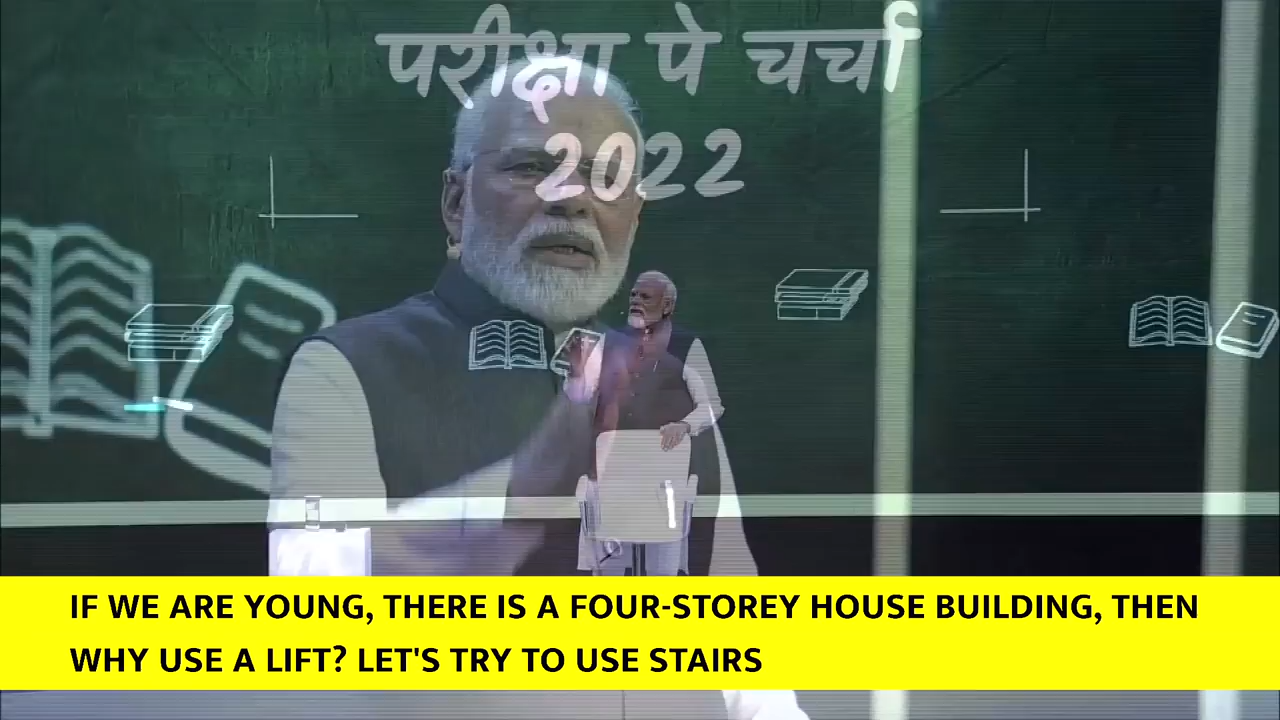 परीक्षा पे चर्चा
2022
IF WE ARE YOUNG, THERE IS A FOUR-STOREY HOUSE BUILDING, THEN
WHY USE A LIFT? LET'S TRY TO USE STAIRS